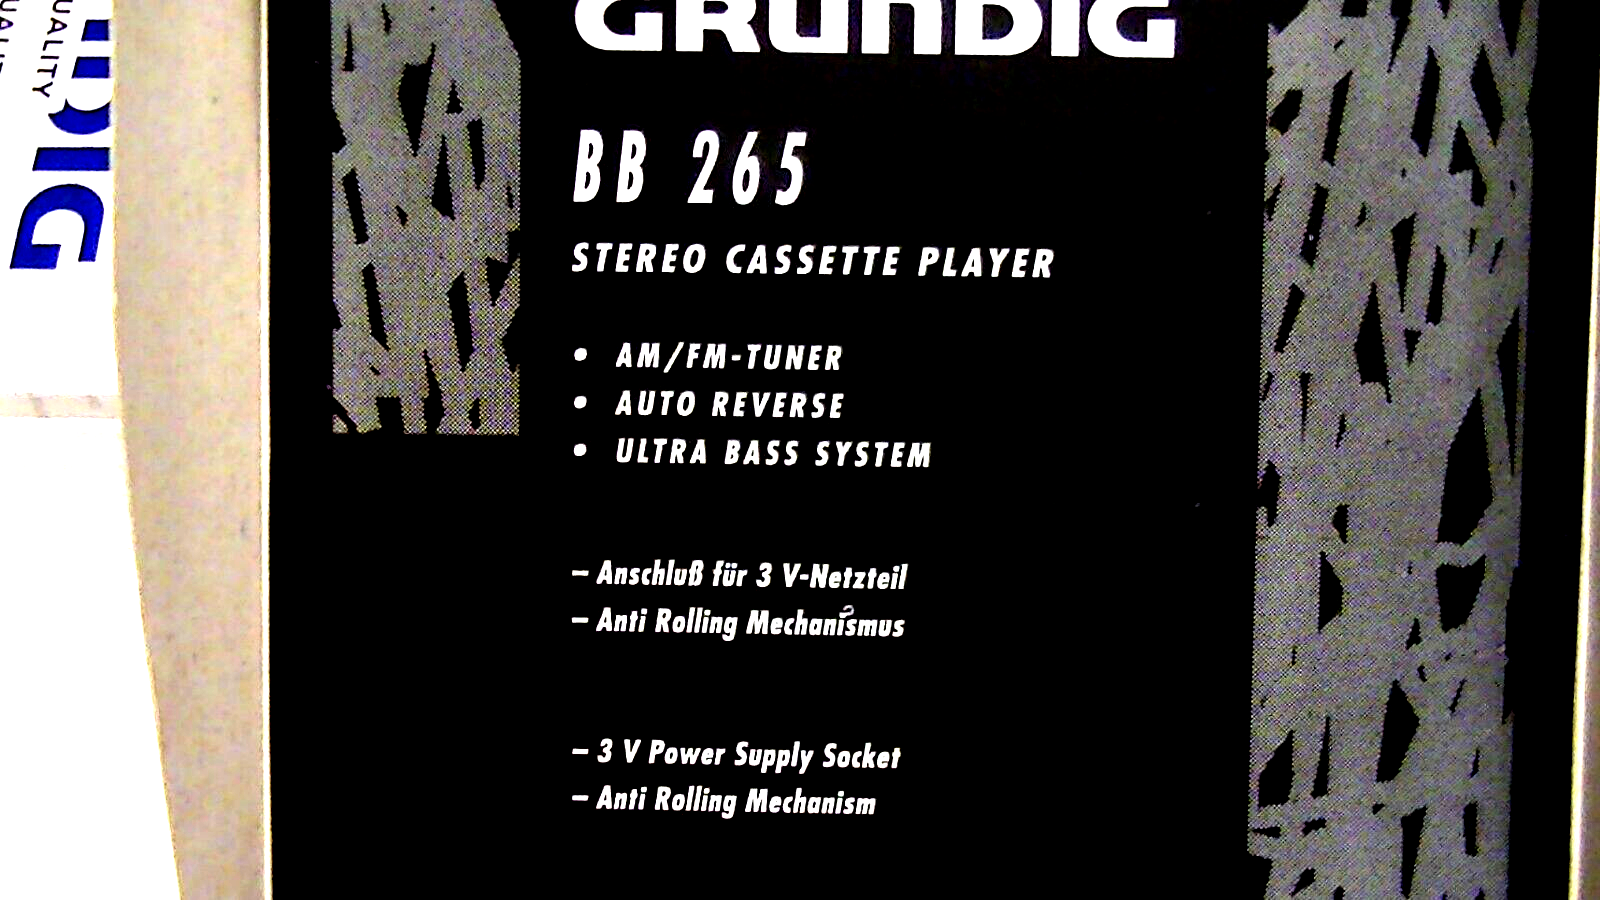 GRUNDIG
BB 265
STEREO CASSETTE PLAYER
• AM/FM-TUNER
• AUTO REVERSE
• ULTRA BASS SYSTEM
– Anschluß für 3 V-Netzteil
– Anti Rolling Mechanismus
– 3 V Power Supply Socket
– Anti Rolling Mechanism